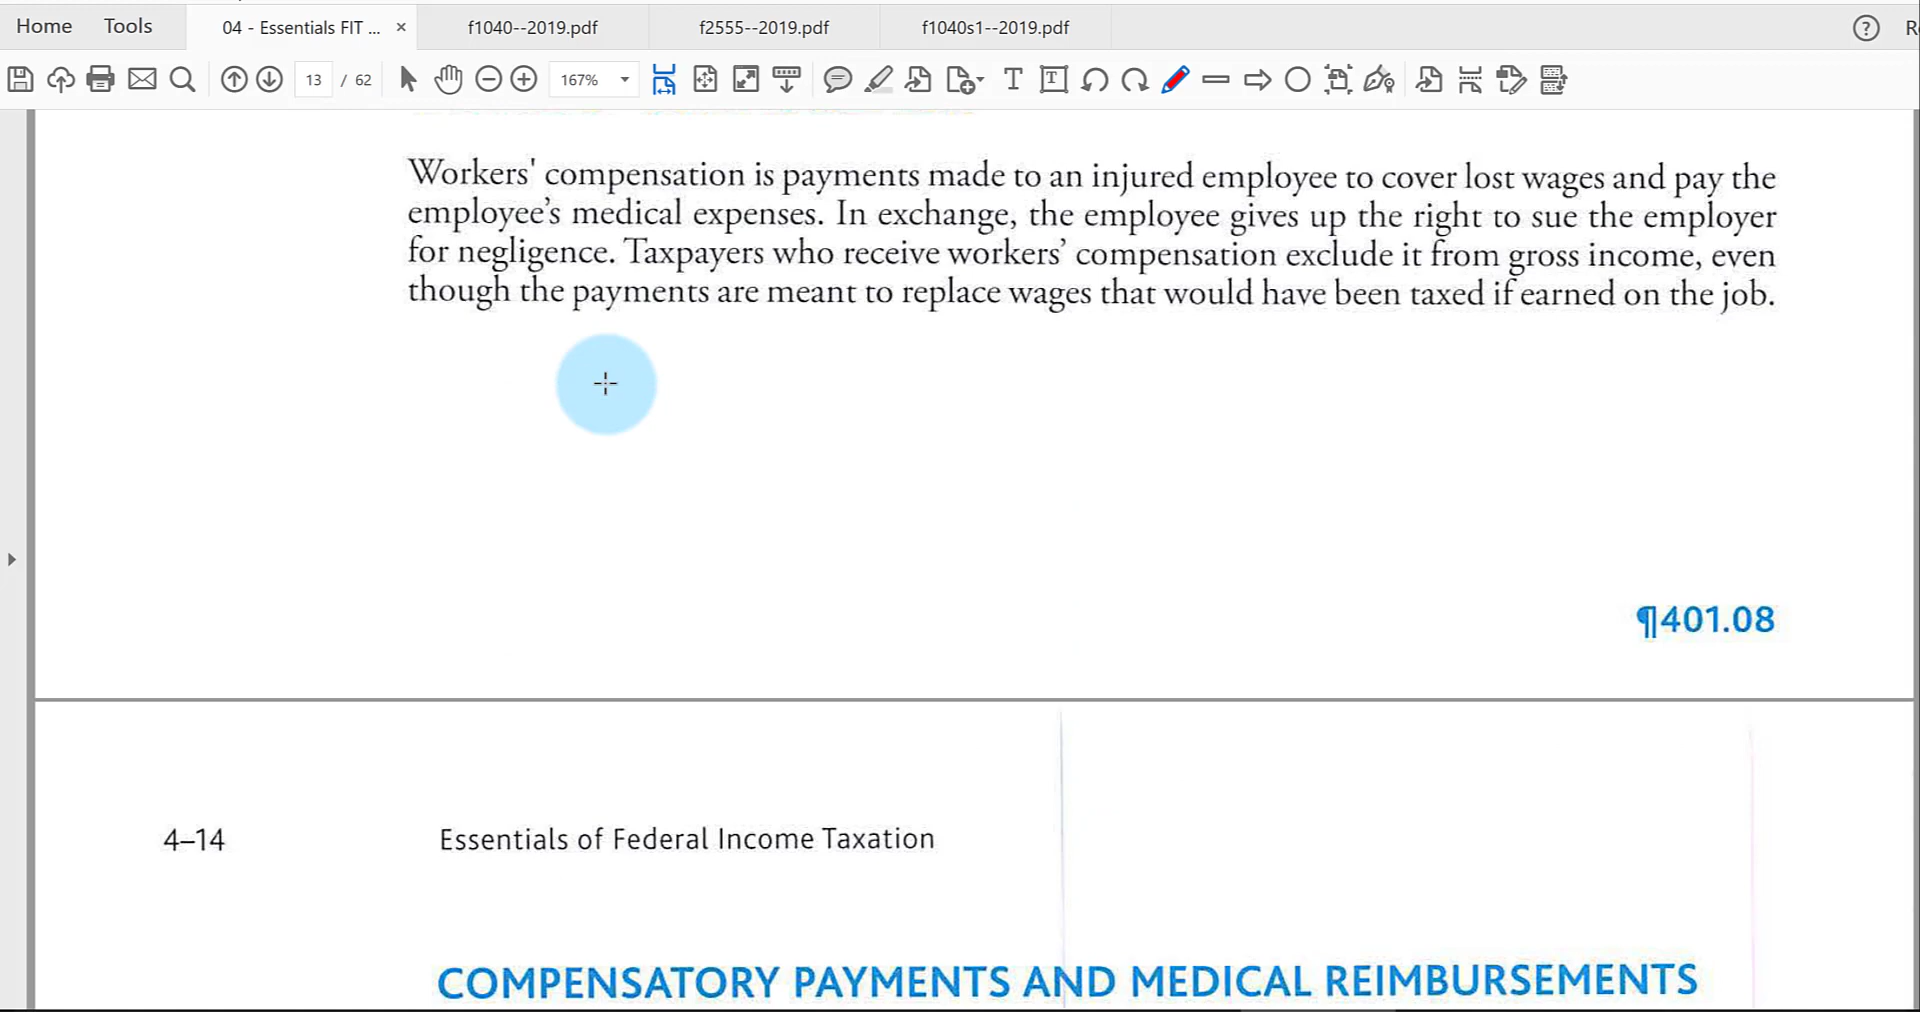 Home Tools 04 - Essentials FIT ... × f1040--2019.pdf f2555--2019.pdf f1040s1--2019.pdf ?
13 / 62 167%
Workers' compensation is payments made to an injured employee to cover lost wages and pay the
employee’s medical expenses. In exchange, the employee gives up the right to sue the employer
for negligence. Taxpayers who receive workers’ compensation exclude it from gross income, even
though the payments are meant to replace wages that would have been taxed if earned on the job.
¶401.08
4–14 Essentials of Federal Income Taxation
COMPENSATORY PAYMENTS AND MEDICAL REIMBURSEMENTS